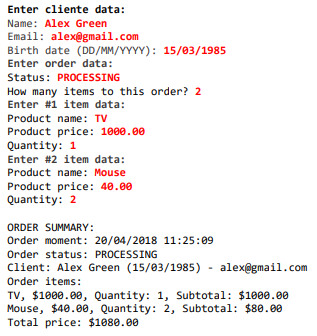 Enter cliente data:
Name: Alex Green
Email: alex@gmail.com
Birth date (DD/MM/YYYY): 15/03/1985
Enter order data:
Status: PROCESSING
How many items to this order? 2
Enter #1 item data:
Product name: TV
Product price: 1000.00
Quantity: 1
Enter #2 item data:
Product name: Mouse
Product price: 40.00
Quantity: 2

ORDER SUMMARY:
Order moment: 20/04/2018 11:25:09
Order status: PROCESSING
Client: Alex Green (15/03/1985) - alex@gmail.com
Order items:
TV, $1000.00, Quantity: 1, Subtotal: $1000.00
Mouse, $40.00, Quantity: 2, Subtotal: $80.00
Total price: $1080.00